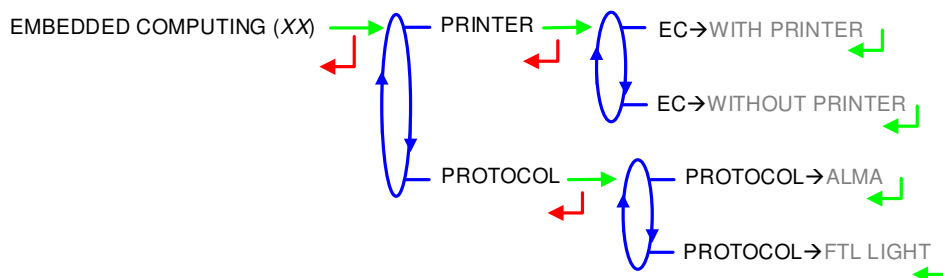 EMBEDDED COMPUTING (XX)
PRINTER
EC→WITH PRINTER
EC→WITHOUT PRINTER
PROTOCOL
PROTOCOL→ALMA
PROTOCOL→FTL LIGHT